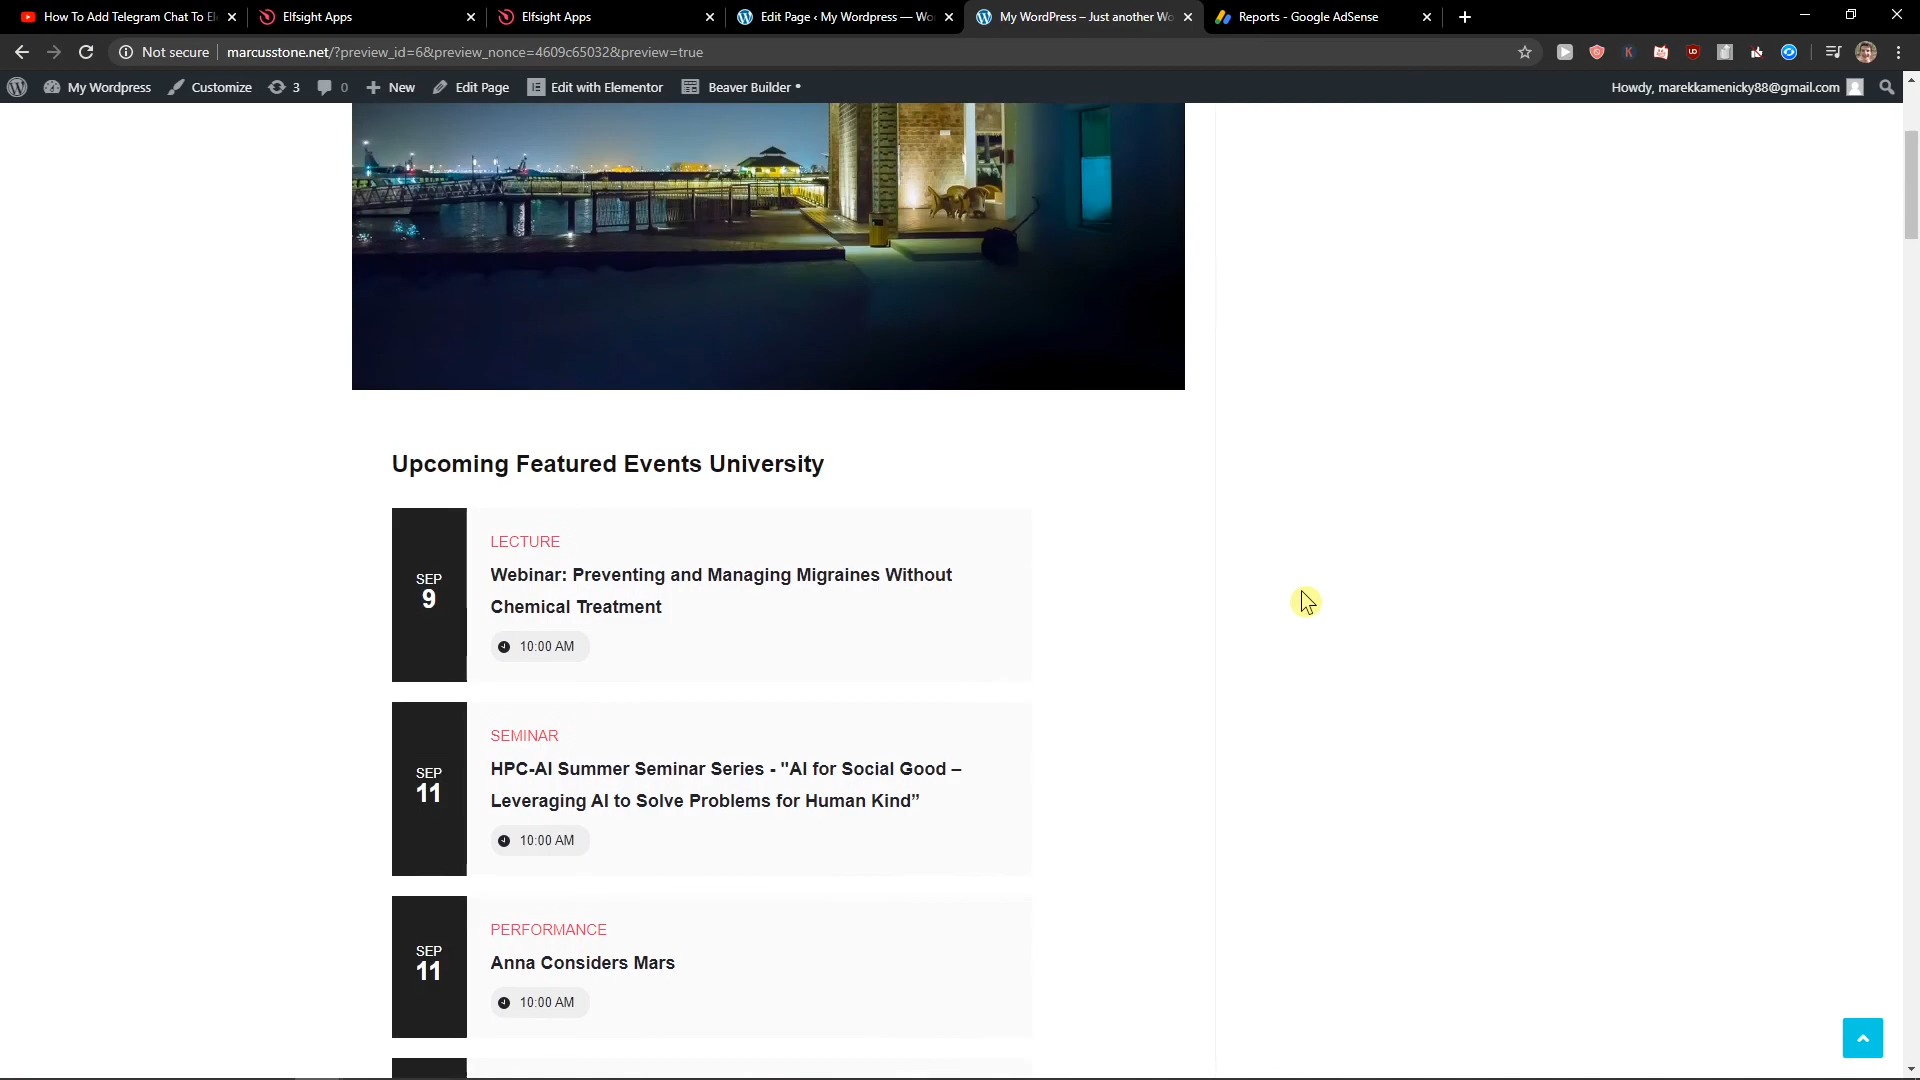 How To Add Telegram Chat To El
Elfsight Apps
Elfsight Apps
Edit Page ‹ My Wordpress — Wo
My WordPress – Just another Wo
Reports - Google AdSense
Not secure
marcusstone.net/?preview_id=6&preview_nonce=4609c65032&preview=true
My Wordpress
Customize
3
0
New
Edit Page
Edit with Elementor
Beaver Builder
Howdy, marekkamenicky88@gmail.com
Upcoming Featured Events University
SEP
9
LECTURE
Webinar: Preventing and Managing Migraines Without
Chemical Treatment
10:00 AM
SEP
11
SEMINAR
HPC-AI Summer Seminar Series - "AI for Social Good –
Leveraging AI to Solve Problems for Human Kind”
10:00 AM
SEP
11
PERFORMANCE
Anna Considers Mars
10:00 AM